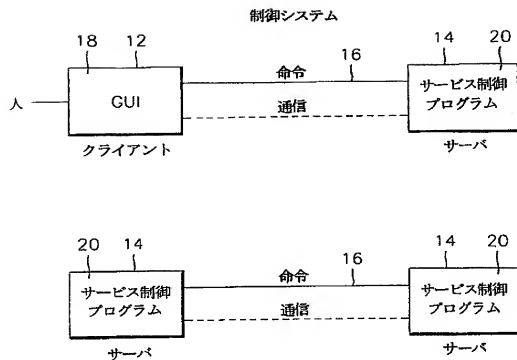 制御システム
18 12 16 14 20
人 GUI 命令 サービス制御
通信 プログラム
クライアント サーバ
20 14 16 14 20
サービス制御 命令 サービス制御
プログラム 通信 プログラム
サーバ サーバ